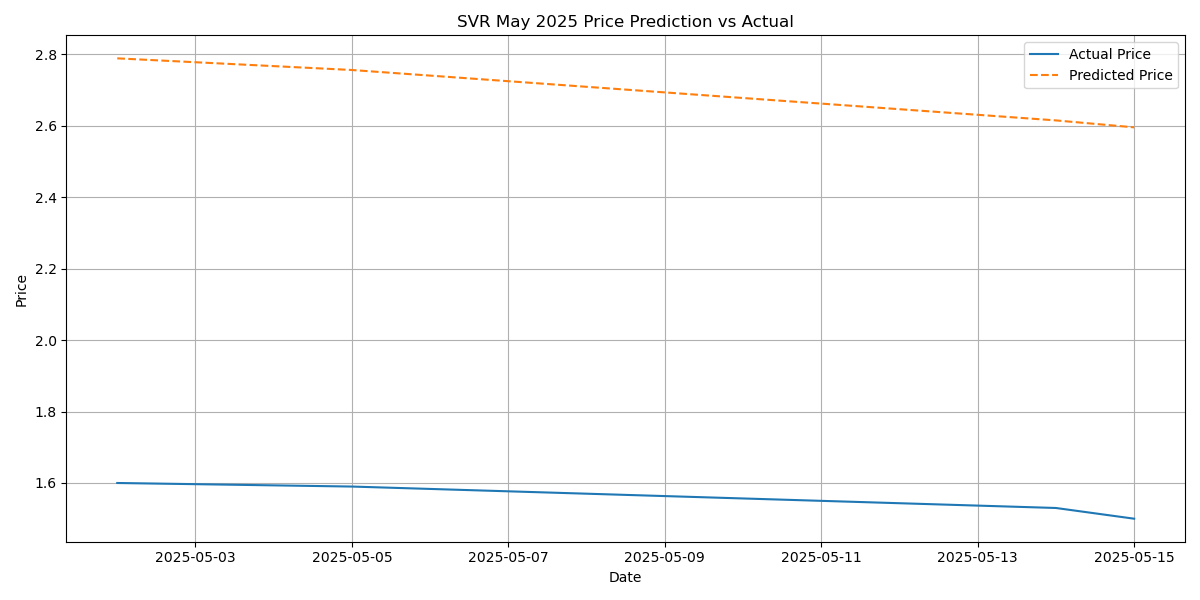 SVR May 2025 Price Prediction vs Actual
Actual Price
Predicted Price
Price
2.8
2.6
2.4
2.2
2.0
1.8
1.6
2025-05-03 2025-05-05 2025-05-07 2025-05-09 2025-05-11 2025-05-13 2025-05-15
Date